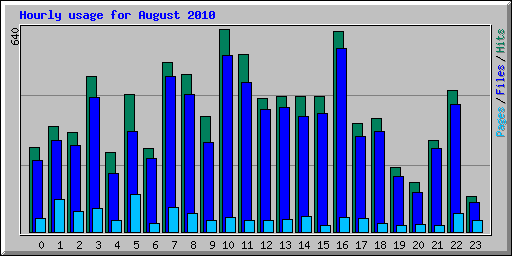 Hourly usage for August 2010
640
Pages / Files / Hits
0 1 2 3 4 5 6 7 8 9 10 11 12 13 14 15 16 17 18 19 20 21 22 23